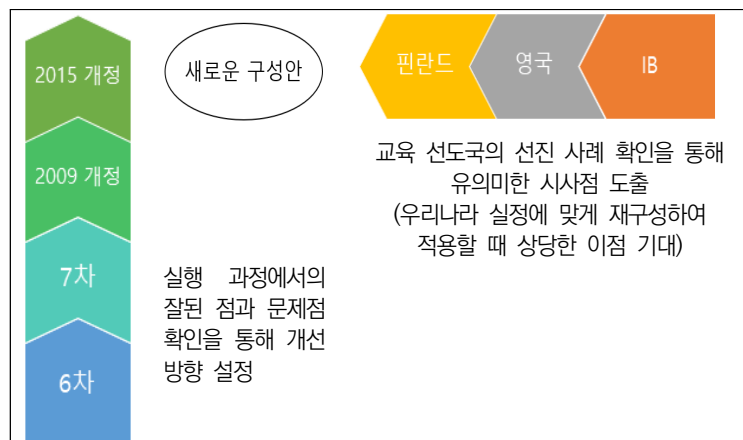 2015 개정
2009 개정
7차
6차
새로운 구성안
핀란드
영국
IB
교육 선도국의 선진 사례 확인을 통해
유의미한 시사점 도출
(우리나라 실정에 맞게 재구성하여
적용할 때 상당한 이점 기대)
실행 과정에서의
잘된 점과 문제점
확인을 통해 개선
방향 설정